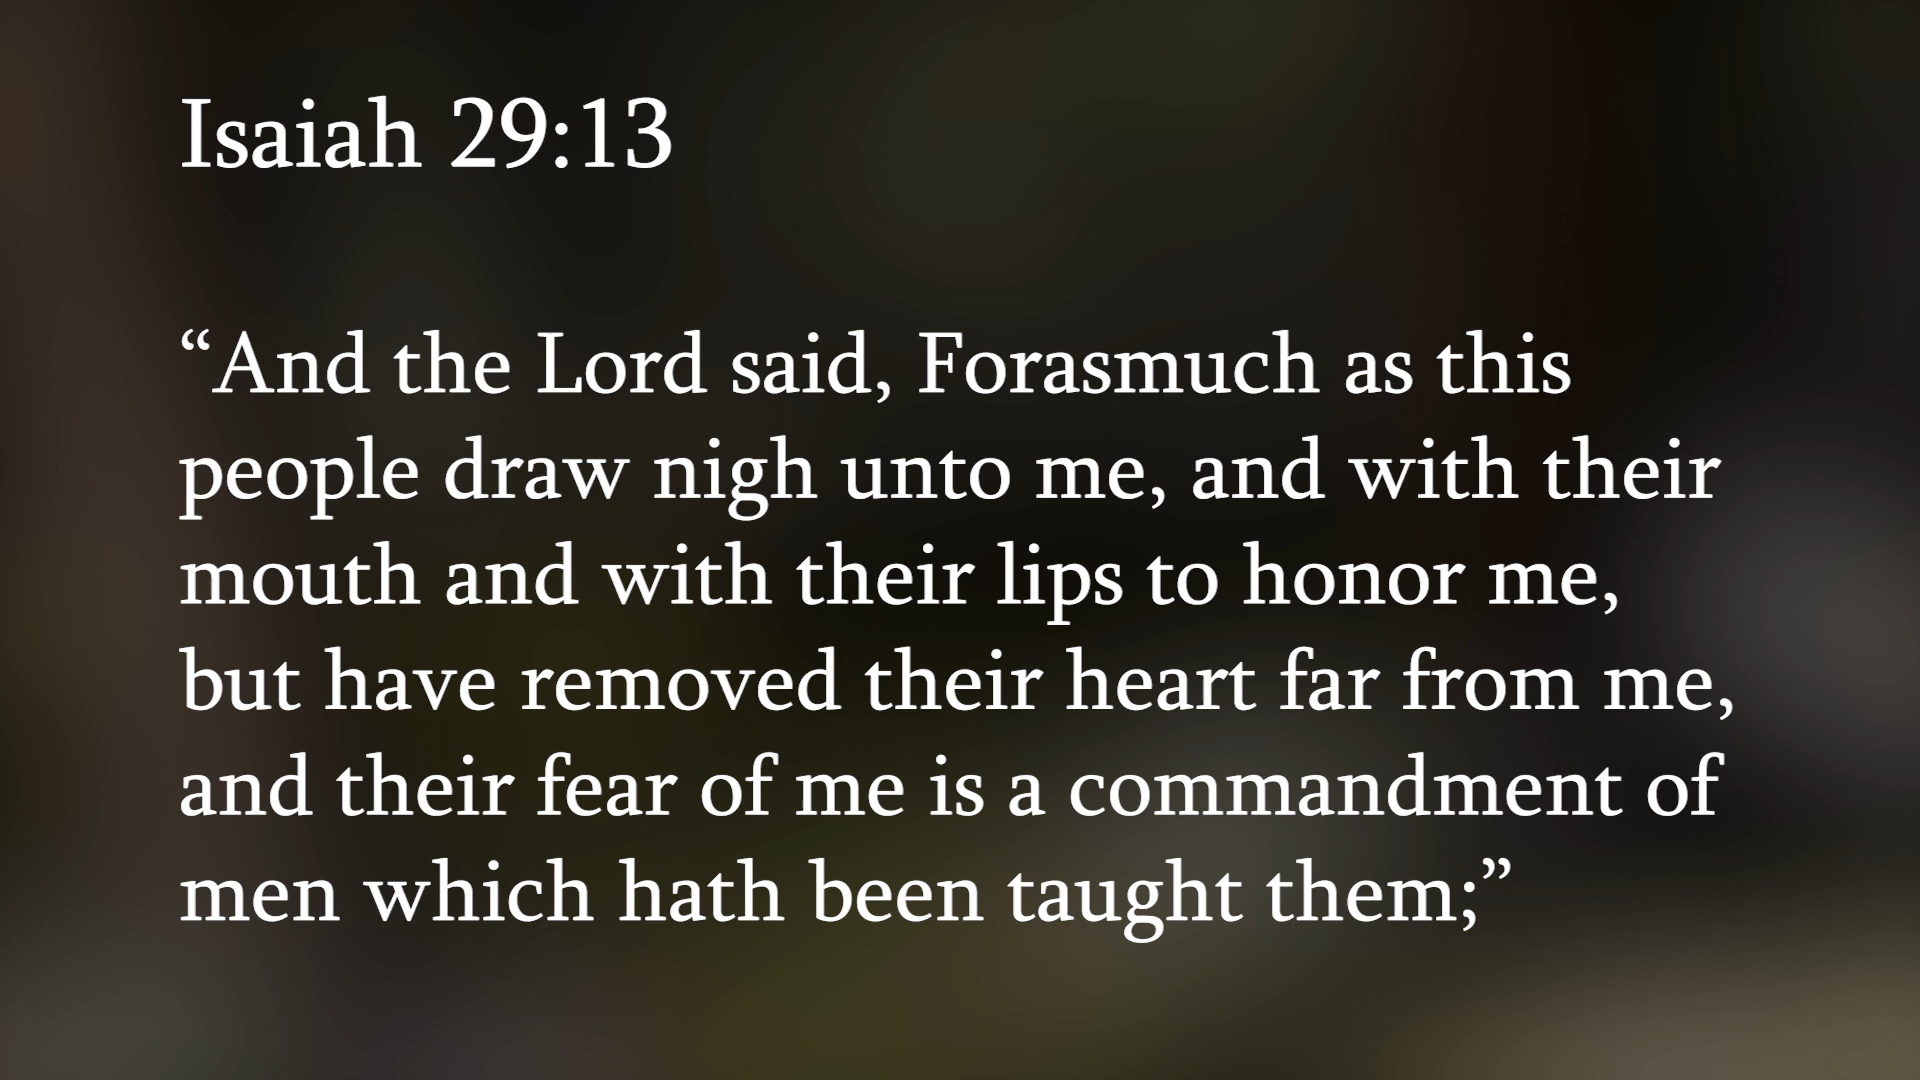 Isaiah 29:13
“And the Lord said, Forasmuch as this
people draw nigh unto me, and with their
mouth and with their lips to honor me,
but have removed their heart far from me,
and their fear of me is a commandment of
men which hath been taught them;”